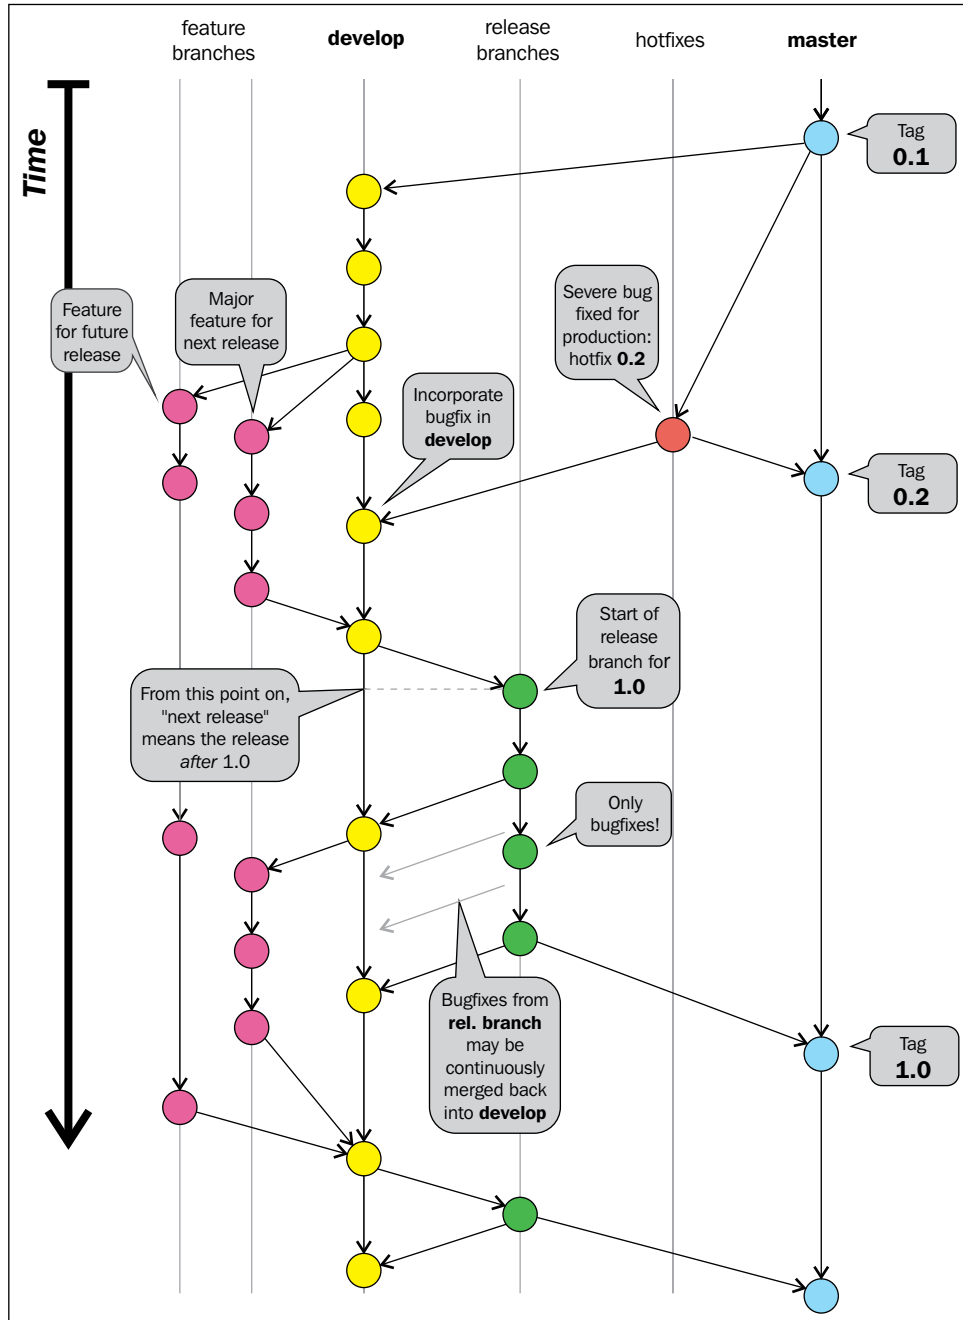 feature
branches
develop
release
branches
hotfixes
master
Time
Tag
0.1
Severe bug
fixed for
production:
hotfix 0.2
Major
feature for
next release
Feature
for future
release
Incorporate
bugfix in
develop
Tag
0.2
Start of
release
branch for
1.0
From this point on,
"next release"
means the release
after 1.0
Only
bugfixes!
Bugfixes from
rel. branch
may be
continuously
merged back
into develop
Tag
1.0